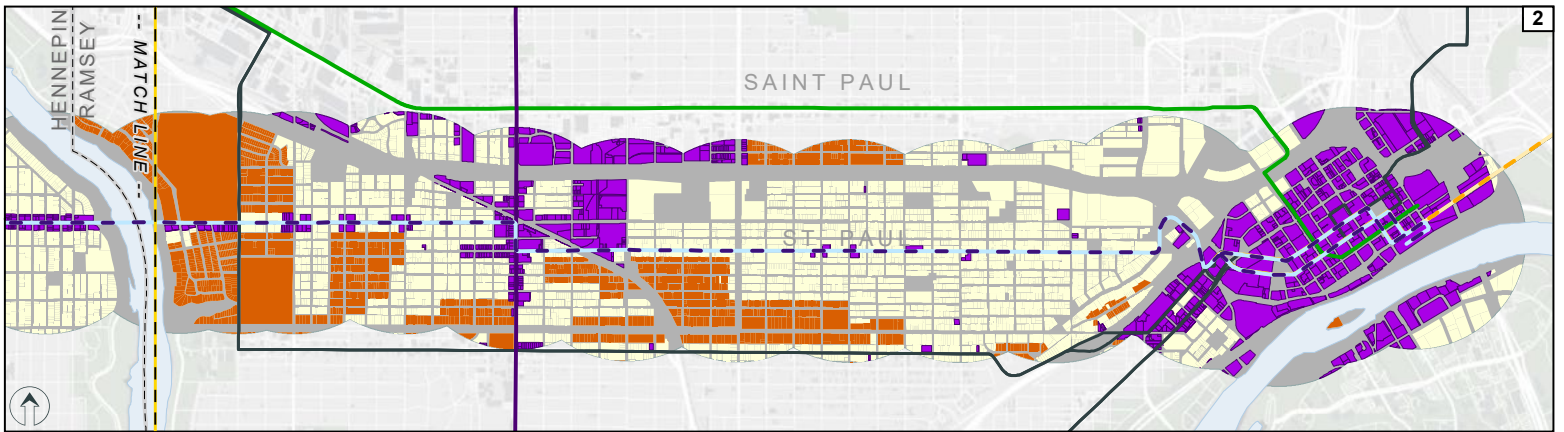 2
HENNEPIN
RAMSEY
-- MATCH LINE --
SAINT PAUL
ST. PAUL